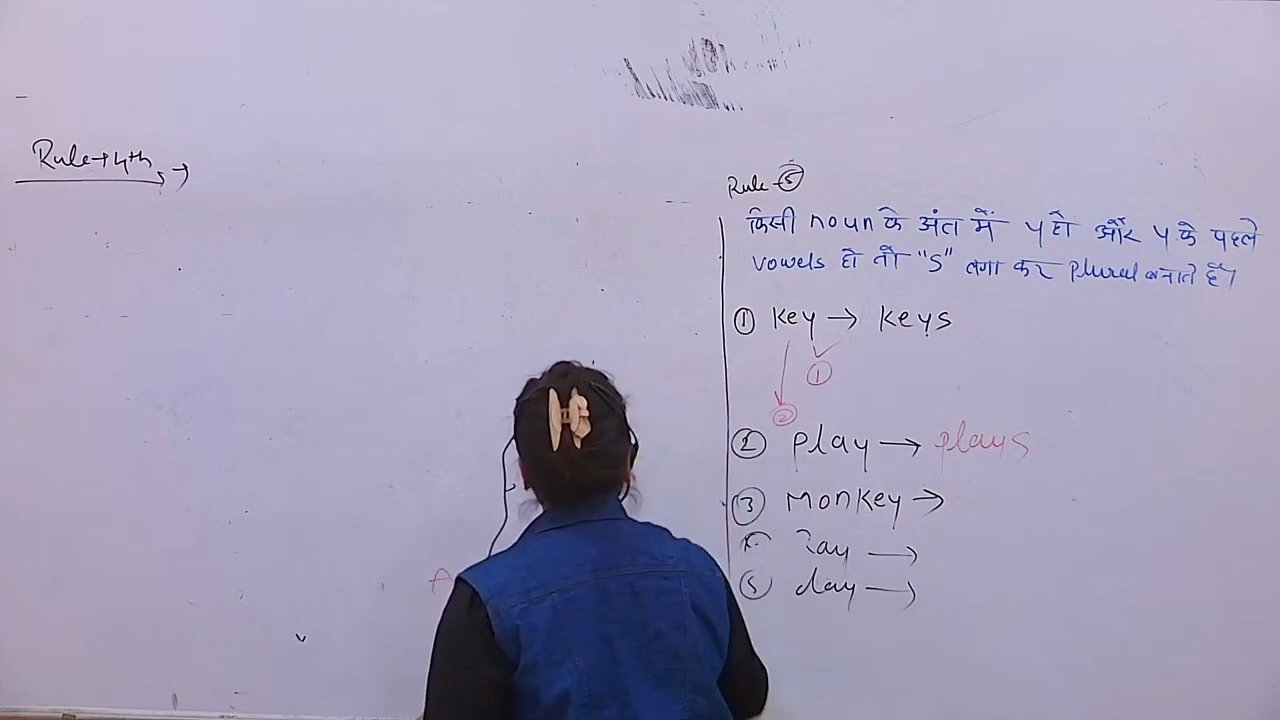 Rule → 4th →
Rule - 5
किसी noun के अंत में y हो और y के पहले
vowels हो तो "S" लगा कर plural बनाते हैं।
① key → keys
①
②
② play → plays
③ Monkey →
Ray →
⑤ day →
A